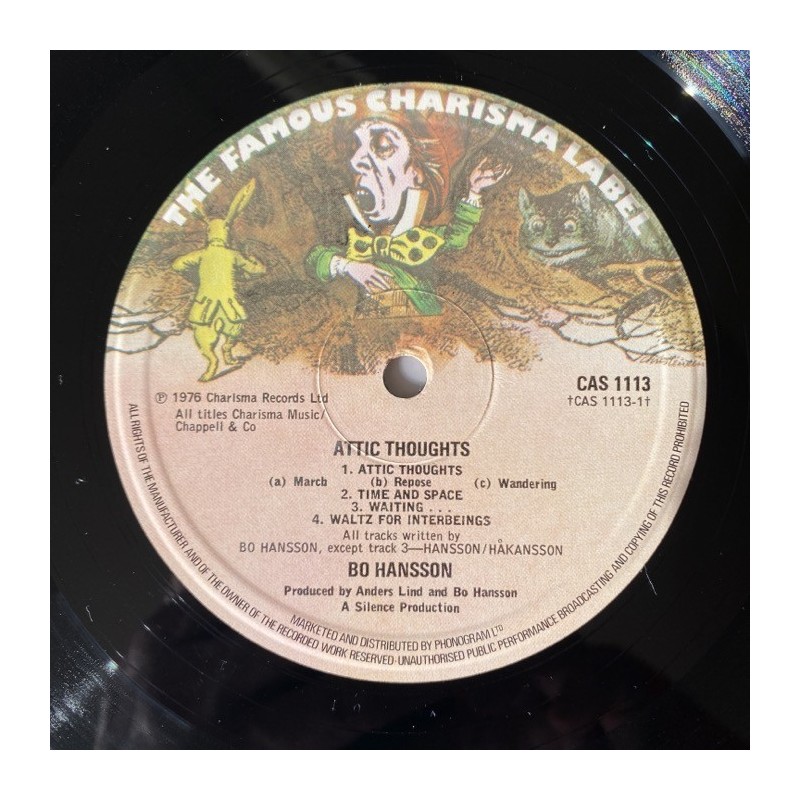 THE FAMOUS CHARISMA LABEL
℗ 1976 Charisma Records Ltd
All titles Charisma Music/
Chappell & Co
CAS 1113
†CAS 1113-1†
ATTIC THOUGHTS
1. ATTIC THOUGHTS
(a) March (b) Repose (c) Wandering
2. TIME AND SPACE
3. WAITING . . .
4. WALTZ FOR INTERBEINGS
All tracks written by
BO HANSSON, except track 3—HANSSON/HÅKANSSON
BO HANSSON
Produced by Anders Lind and Bo Hansson
A Silence Production
MARKETED AND DISTRIBUTED BY PHONOGRAM LTD
ALL RIGHTS OF THE MANUFACTURER AND OF THE OWNER OF THE RECORDED WORK RESERVED·UNAUTHORISED PUBLIC PERFORMANCE BROADCASTING AND COPYING OF THIS RECORD PROHIBITED